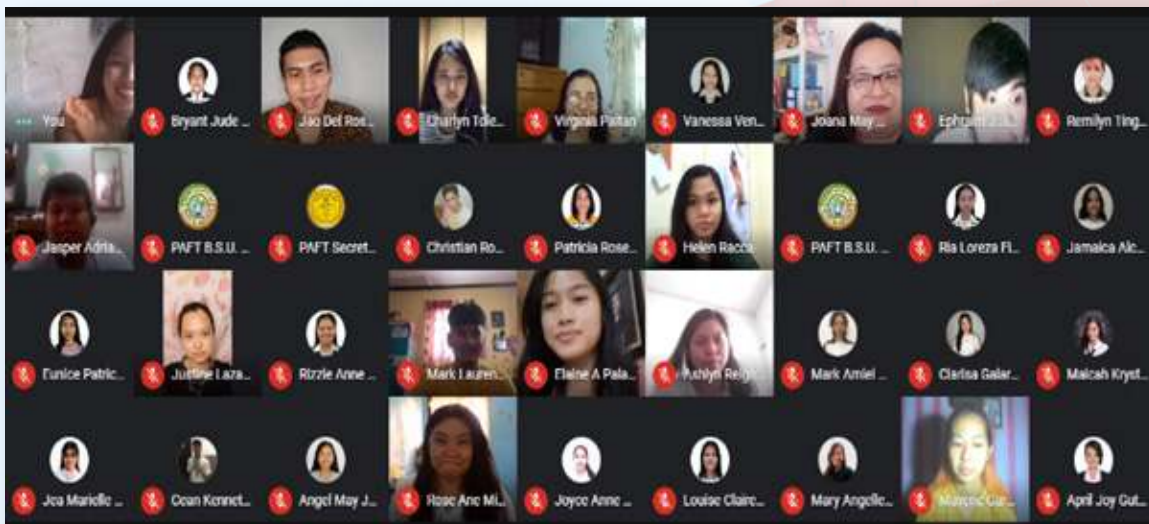 You
Bryant Jude ...
Jao Del Ros...
Charlyn Tole...
Virginia Paitan
Vanessa Ven...
Joana May ...
Ephraim J...
Remilyn Ting...
Jasper Adria...
PAFT B.S.U. ...
PAFT Secret...
Christian Ro...
Patricia Rose...
Helen Racca
PAFT B.S.U. ...
Ria Loreza Fi...
Jamaica Alc...
Eunice Patric...
Justine Laza...
Rizzle Anne ...
Mark Lauren...
Elaine A Pala...
Ashlyn Reign
Mark Amiel ...
Clarisa Galar...
Maicah Kryst...
Jea Marielle ...
Cean Kennet...
Angel May J...
Rose Ane Mi...
Joyce Anne ...
Louise Claire...
Mary Angelle...
April Joy Gut...